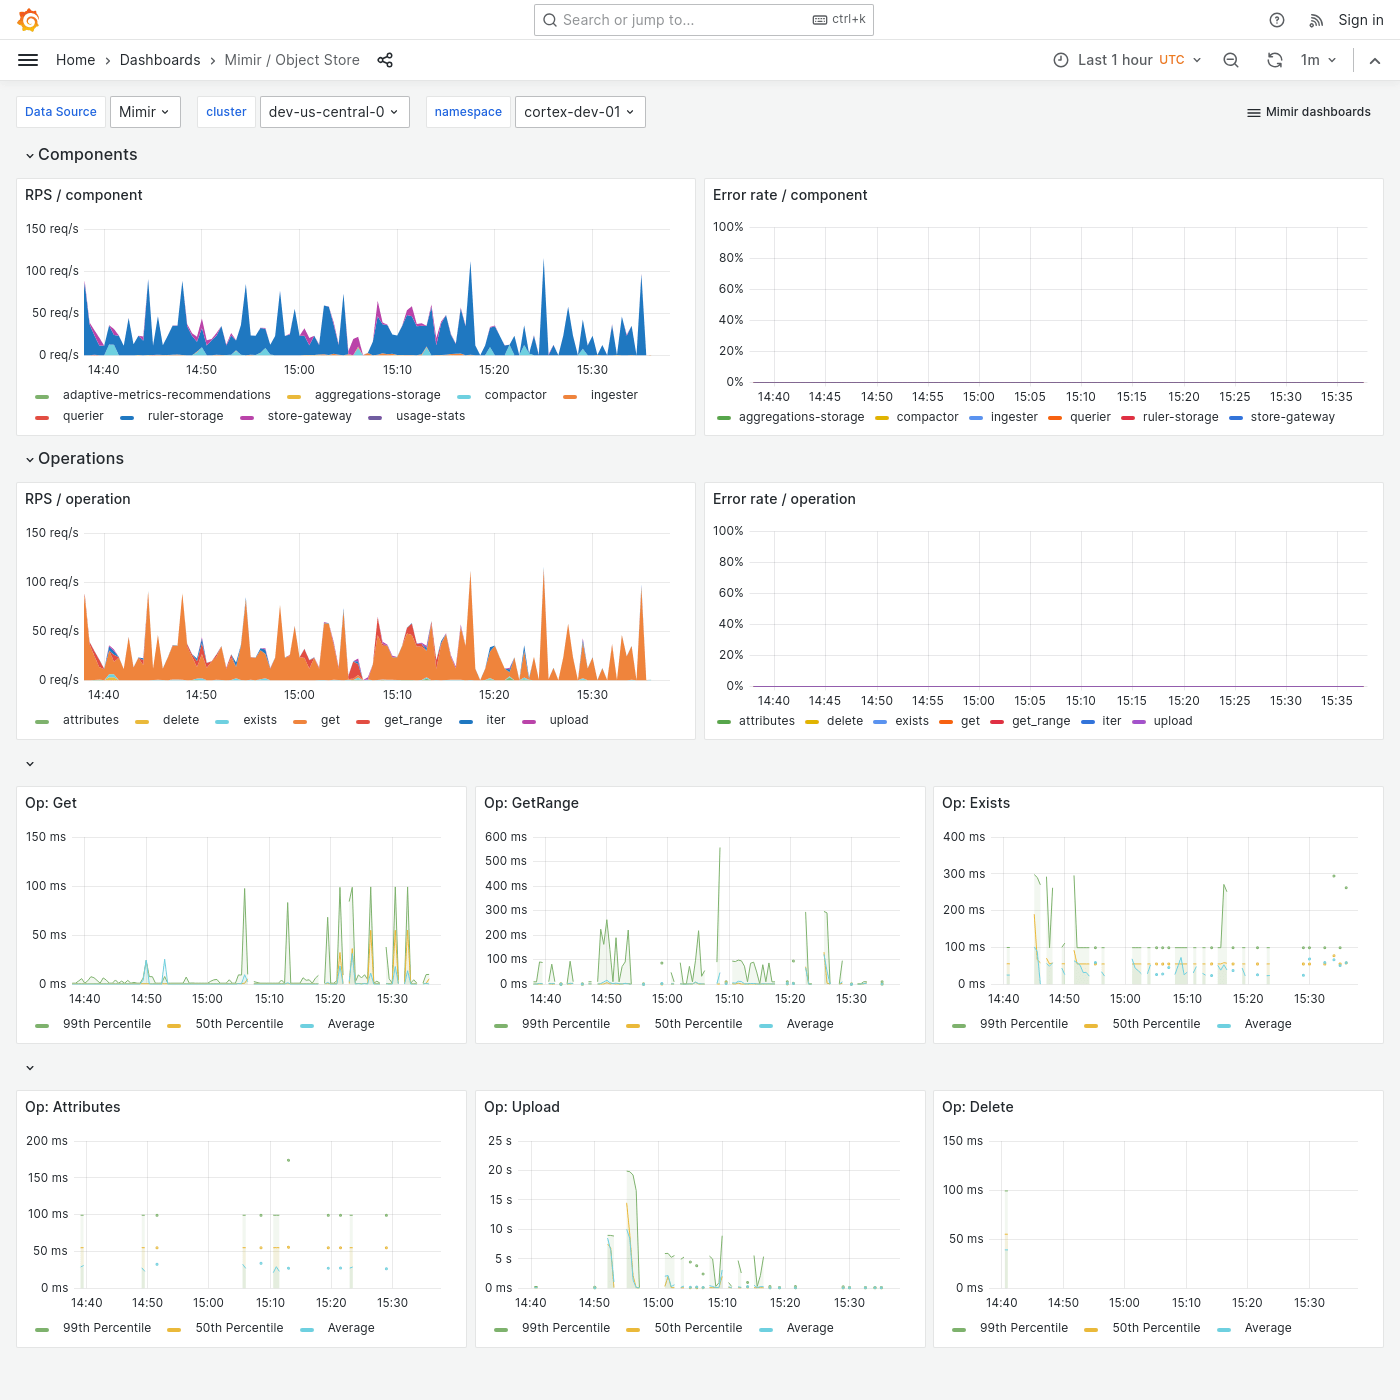 Search or jump to... ctrl+k Sign in
Home Dashboards Mimir / Object Store Last 1 hour UTC 1m
Data Source Mimir cluster dev-us-central-0 namespace cortex-dev-01 Mimir dashboards
Components
RPS / component
150 req/s
100 req/s
50 req/s
0 req/s
14:40 14:50 15:00 15:10 15:20 15:30
adaptive-metrics-recommendations aggregations-storage compactor ingester
querier ruler-storage store-gateway usage-stats
Error rate / component
100%
80%
60%
40%
20%
0%
14:40 14:45 14:50 14:55 15:00 15:05 15:10 15:15 15:20 15:25 15:30 15:35
aggregations-storage compactor ingester querier ruler-storage store-gateway
Operations
RPS / operation
150 req/s
100 req/s
50 req/s
0 req/s
14:40 14:50 15:00 15:10 15:20 15:30
attributes delete exists get get_range iter upload
Error rate / operation
100%
80%
60%
40%
20%
0%
14:40 14:45 14:50 14:55 15:00 15:05 15:10 15:15 15:20 15:25 15:30 15:35
attributes delete exists get get_range iter upload
Op: Get
150 ms
100 ms
50 ms
0 ms
14:40 14:50 15:00 15:10 15:20 15:30
99th Percentile 50th Percentile Average
Op: GetRange
600 ms
500 ms
400 ms
300 ms
200 ms
100 ms
0 ms
14:40 14:50 15:00 15:10 15:20 15:30
99th Percentile 50th Percentile Average
Op: Exists
400 ms
300 ms
200 ms
100 ms
0 ms
14:40 14:50 15:00 15:10 15:20 15:30
99th Percentile 50th Percentile Average
Op: Attributes
200 ms
150 ms
100 ms
50 ms
0 ms
14:40 14:50 15:00 15:10 15:20 15:30
99th Percentile 50th Percentile Average
Op: Upload
25 s
20 s
15 s
10 s
5 s
0 ms
14:40 14:50 15:00 15:10 15:20 15:30
99th Percentile 50th Percentile Average
Op: Delete
150 ms
100 ms
50 ms
0 ms
14:40 14:50 15:00 15:10 15:20 15:30
99th Percentile 50th Percentile Average